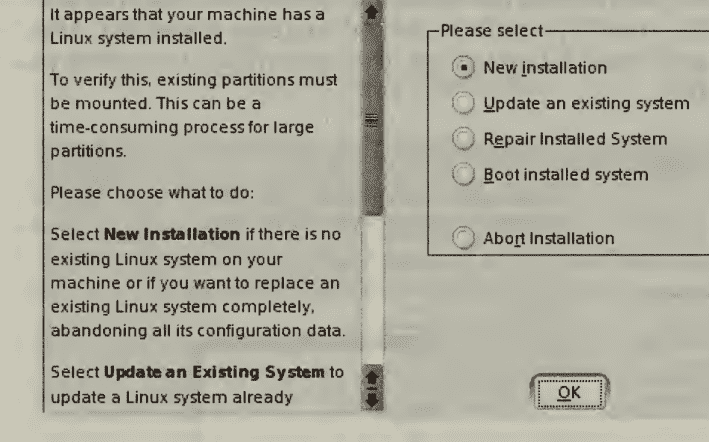 It appears that your machine has a
Linux system installed.
To verify this, existing partitions must
be mounted. This can be a
time-consuming process for large
partitions.
Please choose what to do:
Select New Installation if there is no
existing Linux system on your
machine or if you want to replace an
existing Linux system completely,
abandoning all its configuration data.
Select Update an Existing System to
update a Linux system already
Please select
New installation
Update an existing system
Repair Installed System
Boot installed system
Abort Installation
OK